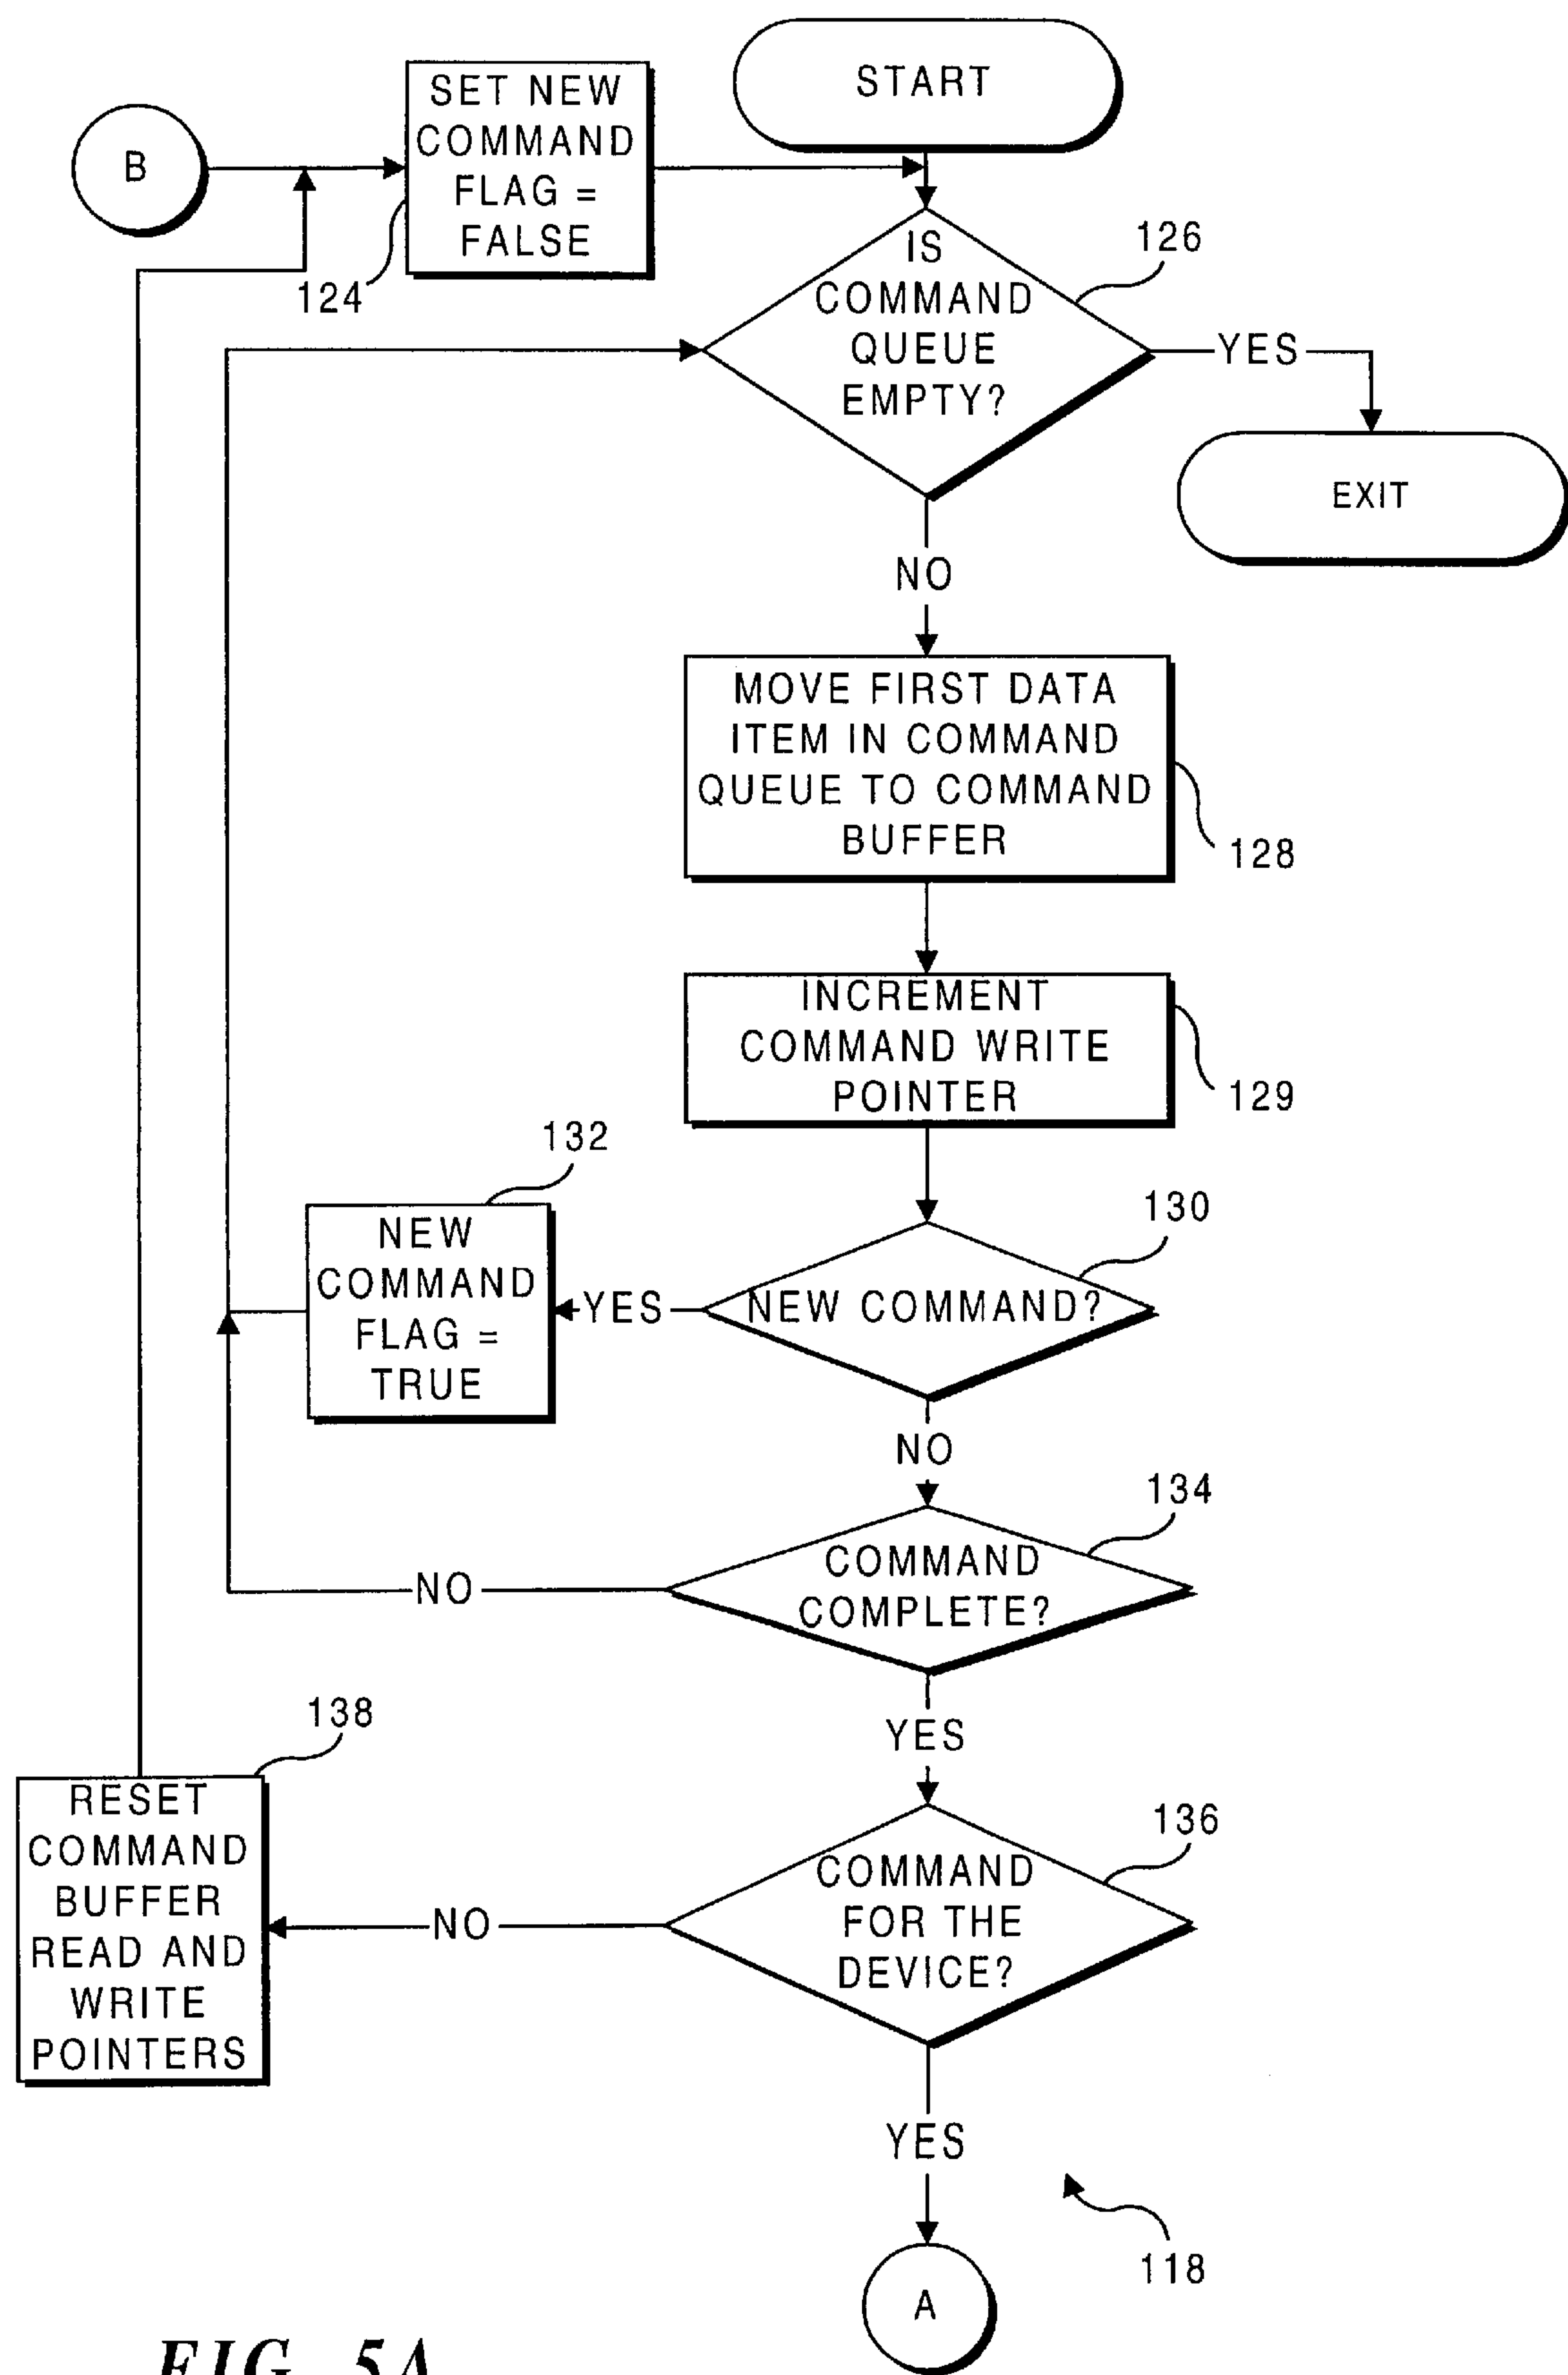 START
SET NEW
COMMAND
FLAG =
FALSE
B
124
IS
COMMAND
QUEUE
EMPTY?
126
YES
EXIT
NO
MOVE FIRST DATA
ITEM IN COMMAND
QUEUE TO COMMAND
BUFFER
128
INCREMENT
COMMAND WRITE
POINTER
129
132
NEW
COMMAND
FLAG =
TRUE
YES
NEW COMMAND?
130
NO
134
COMMAND
COMPLETE?
NO
YES
138
RESET
COMMAND
BUFFER
READ AND
WRITE
POINTERS
NO
136
COMMAND
FOR THE
DEVICE?
YES
118
A
FIG. 5A